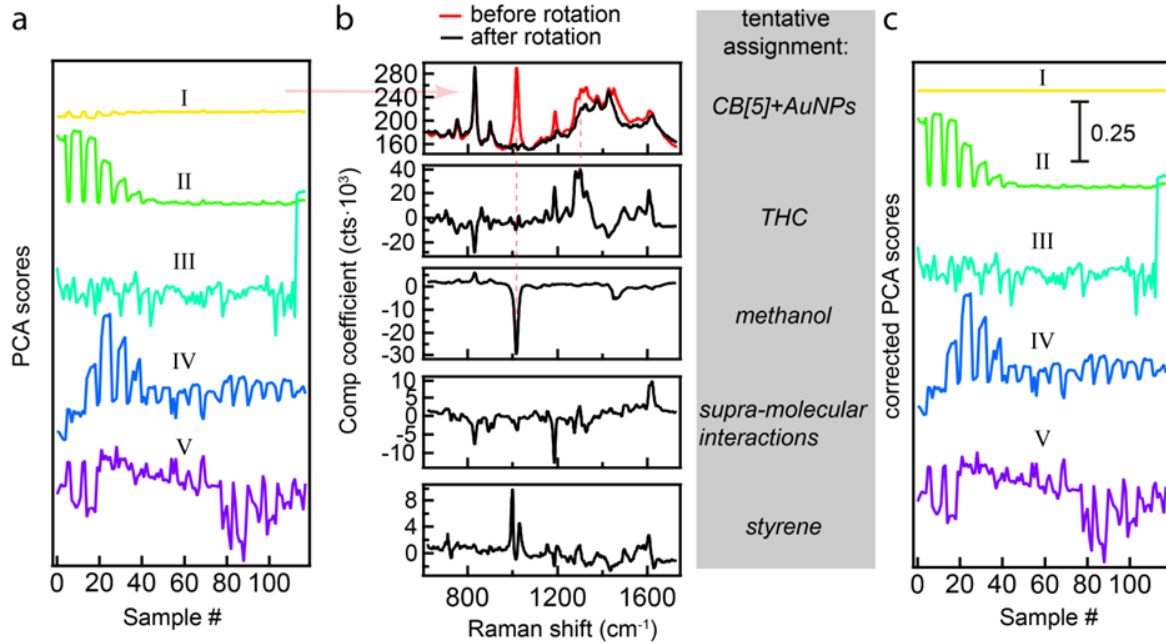 a
PCA scores
I
II
III
IV
V
0 20 40 60 80 100
Sample #
b
before rotation
after rotation
Comp coefficient (cts·10³)
280
240
200
160
40
20
0
-20
0
-10
-20
-30
10
5
0
-5
-10
8
4
0
600 1000 1400
1200 1600
Raman shift (cm⁻¹)
tentative
assignment:
CB[5]+AuNPs
THC
methanol
supra-molecular
interactions
styrene
c
corrected PCA scores
I
0.25
II
III
IV
V
0 20 40 60 80 100
Sample #